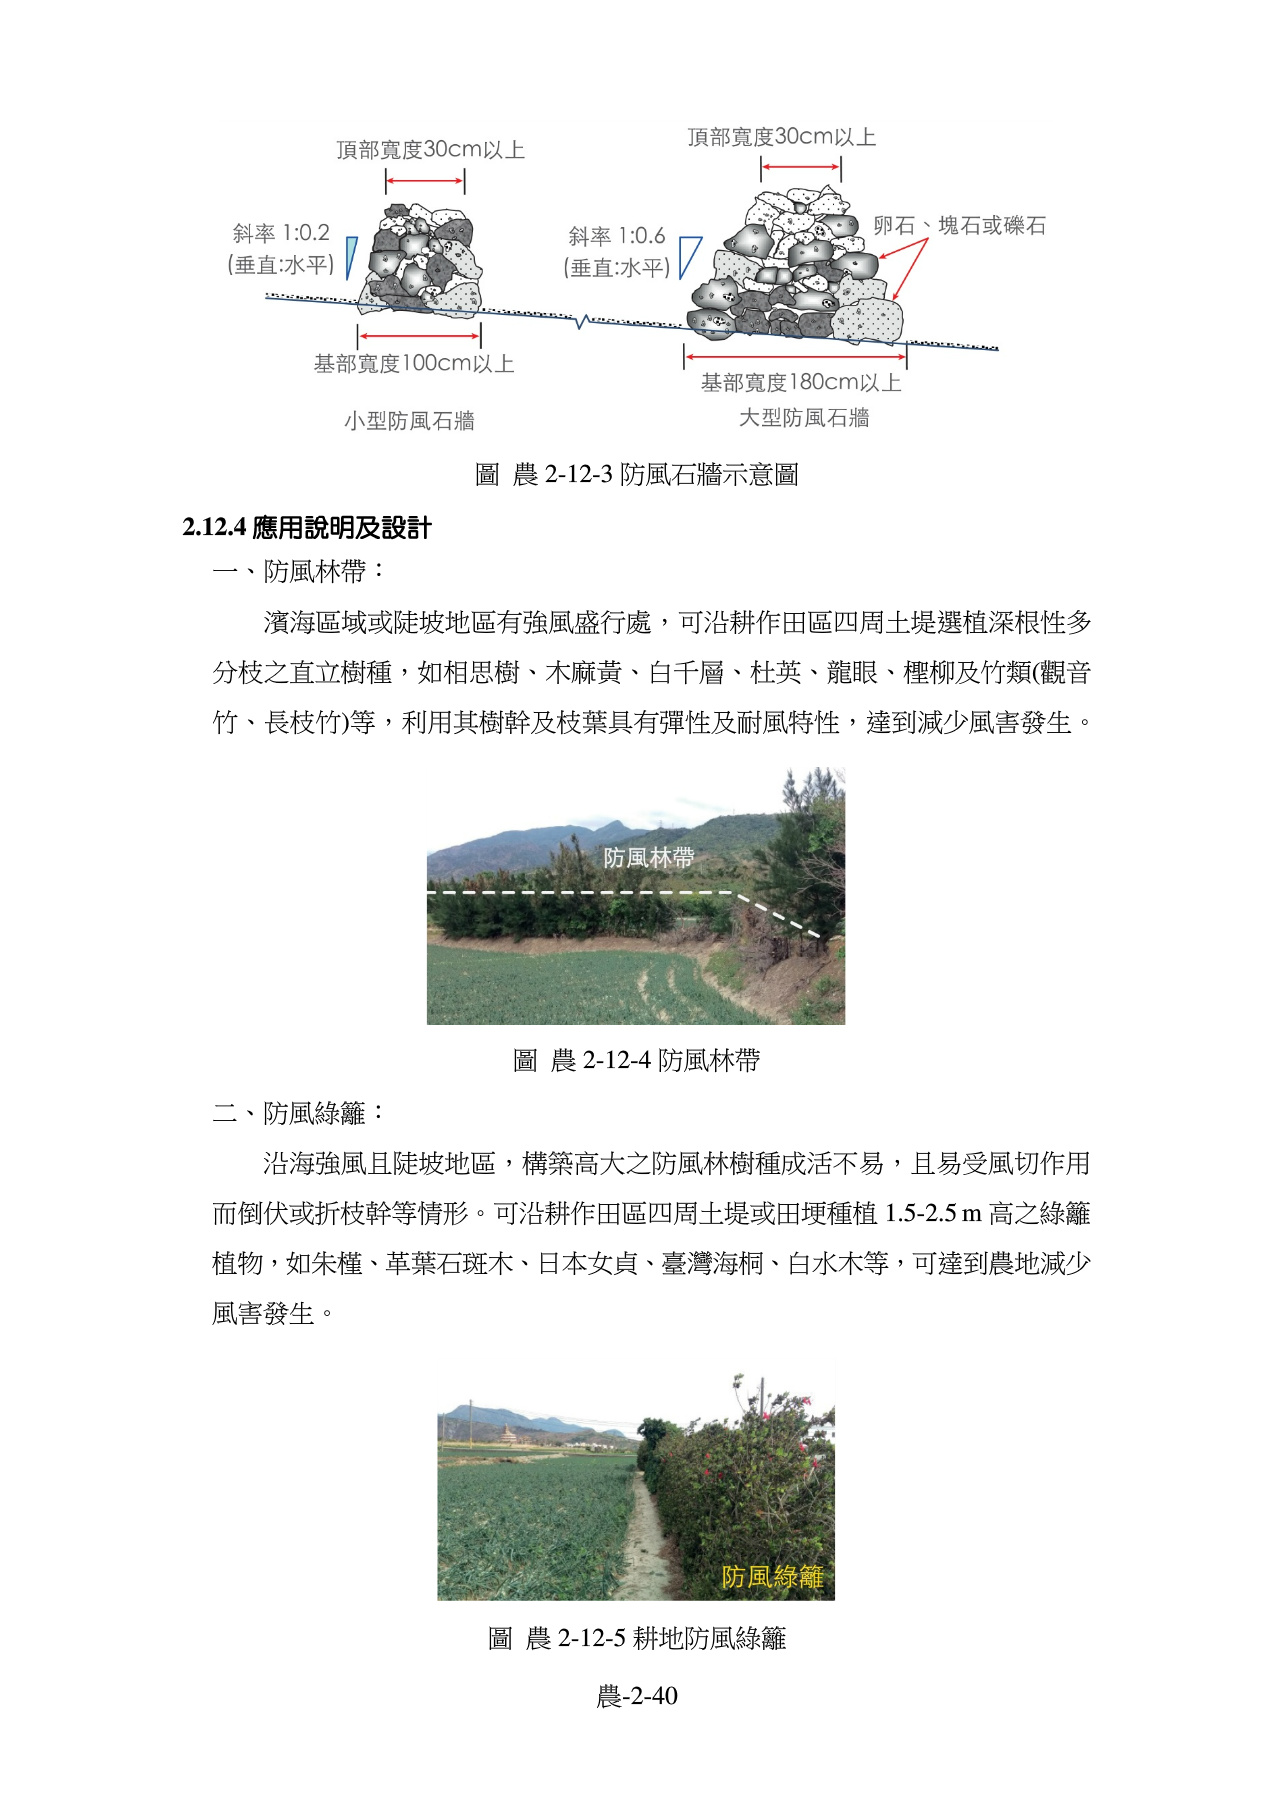 頂部寬度30cm以上
頂部寬度30cm以上
斜率 1:0.2
(垂直:水平)
斜率 1:0.6
(垂直:水平)
卵石、塊石或礫石
基部寬度100cm以上
基部寬度180cm以上
小型防風石牆
大型防風石牆
圖 農 2-12-3 防風石牆示意圖
2.12.4 應用說明及設計
一、防風林帶：
濱海區域或陡坡地區有強風盛行處，可沿耕作田區四周土堤選植深根性多
分枝之直立樹種，如相思樹、木麻黃、白千層、杜英、龍眼、檉柳及竹類(觀音
竹、長枝竹)等，利用其樹幹及枝葉具有彈性及耐風特性，達到減少風害發生。
防風林帶
圖 農 2-12-4 防風林帶
二、防風綠籬：
沿海強風且陡坡地區，構築高大之防風林樹種成活不易，且易受風切作用
而倒伏或折枝幹等情形。可沿耕作田區四周土堤或田埂種植 1.5-2.5 m 高之綠籬
植物，如朱槿、革葉石斑木、日本女貞、臺灣海桐、白水木等，可達到農地減少
風害發生。
防風綠籬
圖 農 2-12-5 耕地防風綠籬
農-2-40